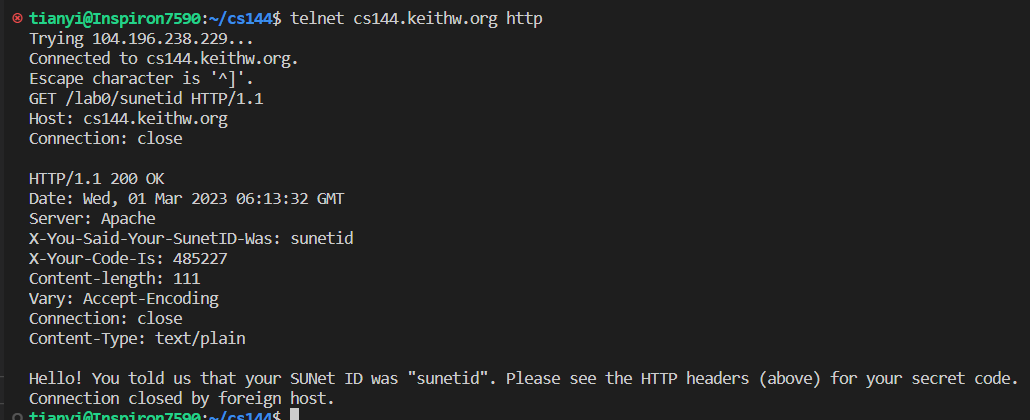 tianyi@Inspiron7590:~/cs144$ telnet cs144.keithw.org http
Trying 104.196.238.229...
Connected to cs144.keithw.org.
Escape character is '^]'.
GET /lab0/sunetid HTTP/1.1
Host: cs144.keithw.org
Connection: close

HTTP/1.1 200 OK
Date: Wed, 01 Mar 2023 06:13:32 GMT
Server: Apache
X-You-Said-Your-SunetID-Was: sunetid
X-Your-Code-Is: 485227
Content-length: 111
Vary: Accept-Encoding
Connection: close
Content-Type: text/plain

Hello! You told us that your SUNet ID was "sunetid". Please see the HTTP headers (above) for your secret code.
Connection closed by foreign host.
tianyi@Inspiron7590:~/cs144$